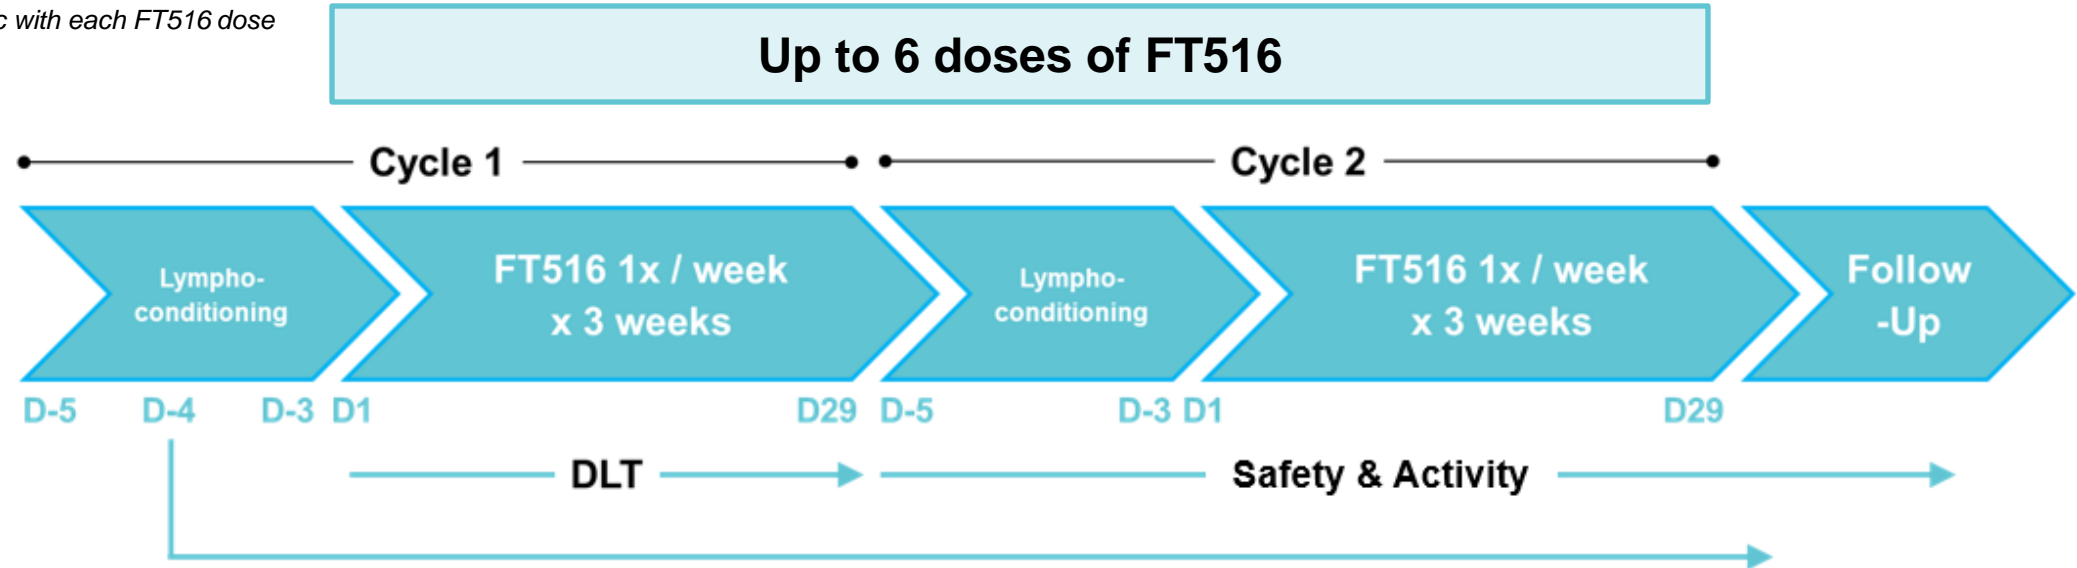 with each FT516 dose
Up to 6 doses of FT516
Cycle 1
Cycle 2
Lympho-
conditioning
FT516 1x / week
x 3 weeks
Lympho-
conditioning
FT516 1x / week
x 3 weeks
Follow
-Up
D-5 D-4 D-3 D1 D29 D-5 D-3 D1 D29
DLT
Safety & Activity